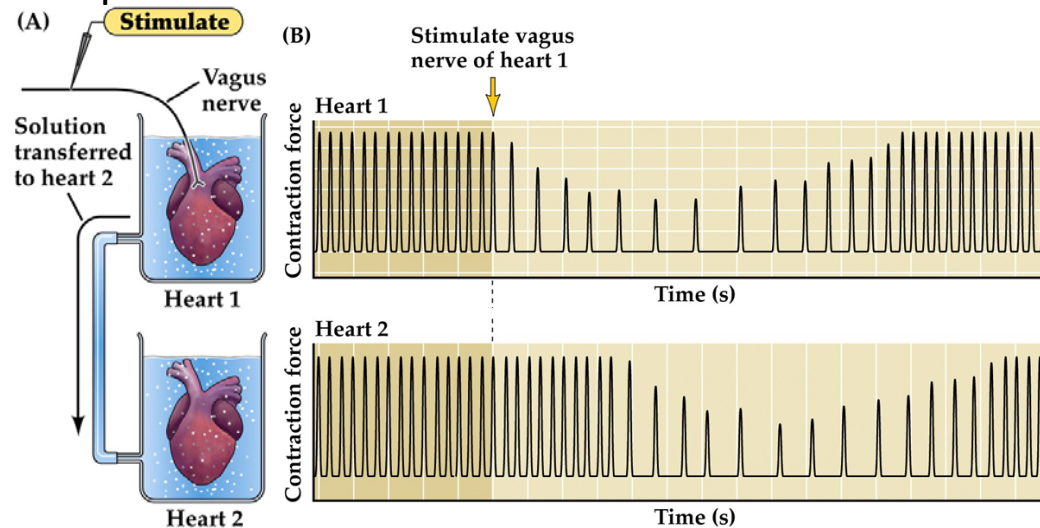 (A)
Stimulate
Vagus
nerve
Solution
transferred
to heart 2
Heart 1
Heart 2
(B)
Stimulate vagus
nerve of heart 1
Heart 1
Contraction force
Time (s)
Heart 2
Contraction force
Time (s)